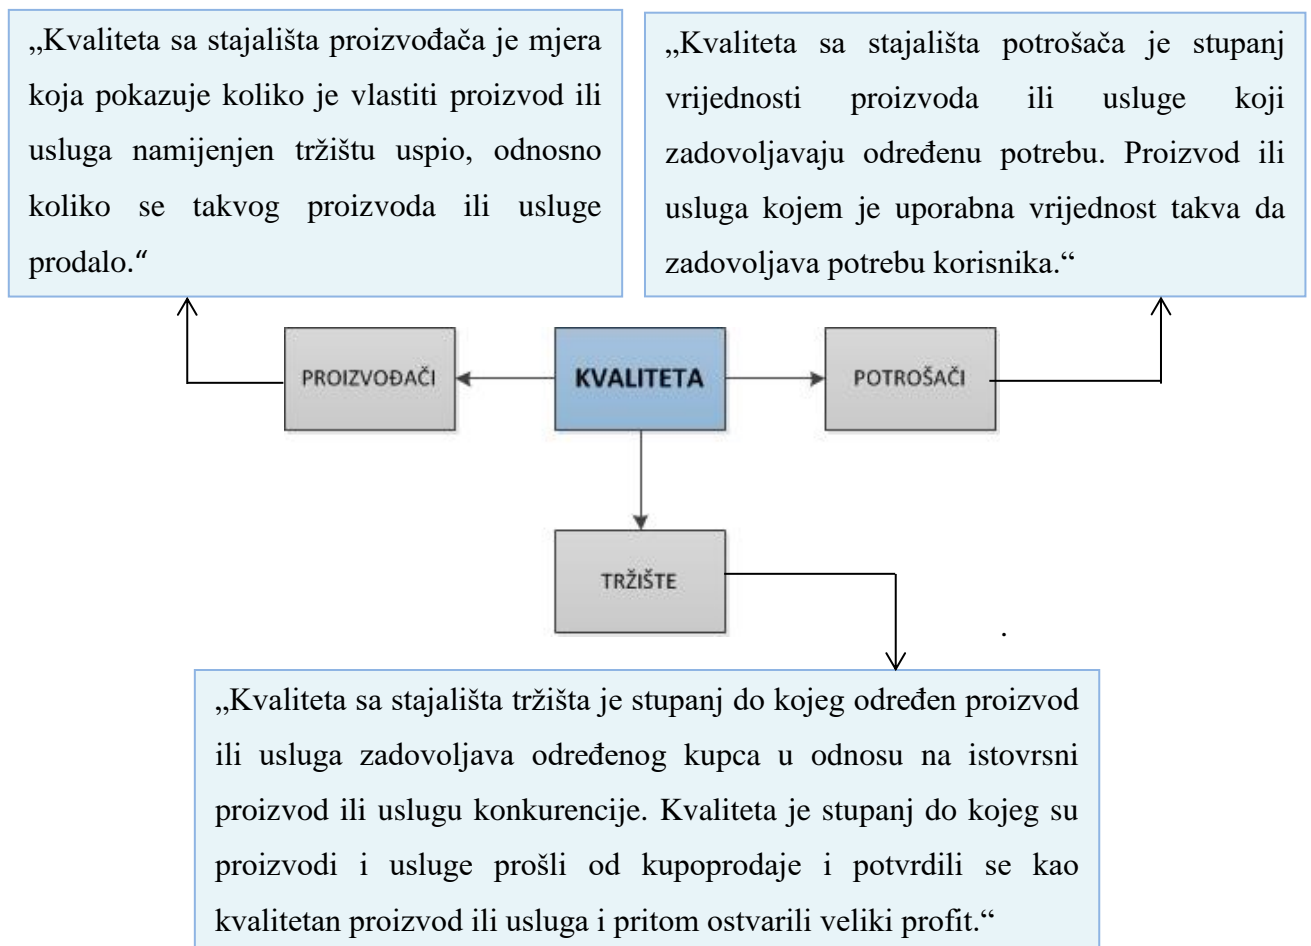 „Kvaliteta sa stajališta proizvođača je mjera
koja pokazuje koliko je vlastiti proizvod ili
usluga namijenjen tržištu uspio, odnosno
koliko se takvog proizvoda ili usluge
prodalo.“
„Kvaliteta sa stajališta potrošača je stupanj
vrijednosti proizvoda ili usluge koji
zadovoljavaju određenu potrebu. Proizvod ili
usluga kojem je uporabna vrijednost takva da
zadovoljava potrebu korisnika.“
PROIZVOĐAČI
KVALITETA
POTROŠAČI
TRŽIŠTE
.
„Kvaliteta sa stajališta tržišta je stupanj do kojeg određen proizvod
ili usluga zadovoljava određenog kupca u odnosu na istovrsni
proizvod ili uslugu konkurencije. Kvaliteta je stupanj do kojeg su
proizvodi i usluge prošli od kupoprodaje i potvrdili se kao
kvalitetan proizvod ili usluga i pritom ostvarili veliki profit.“